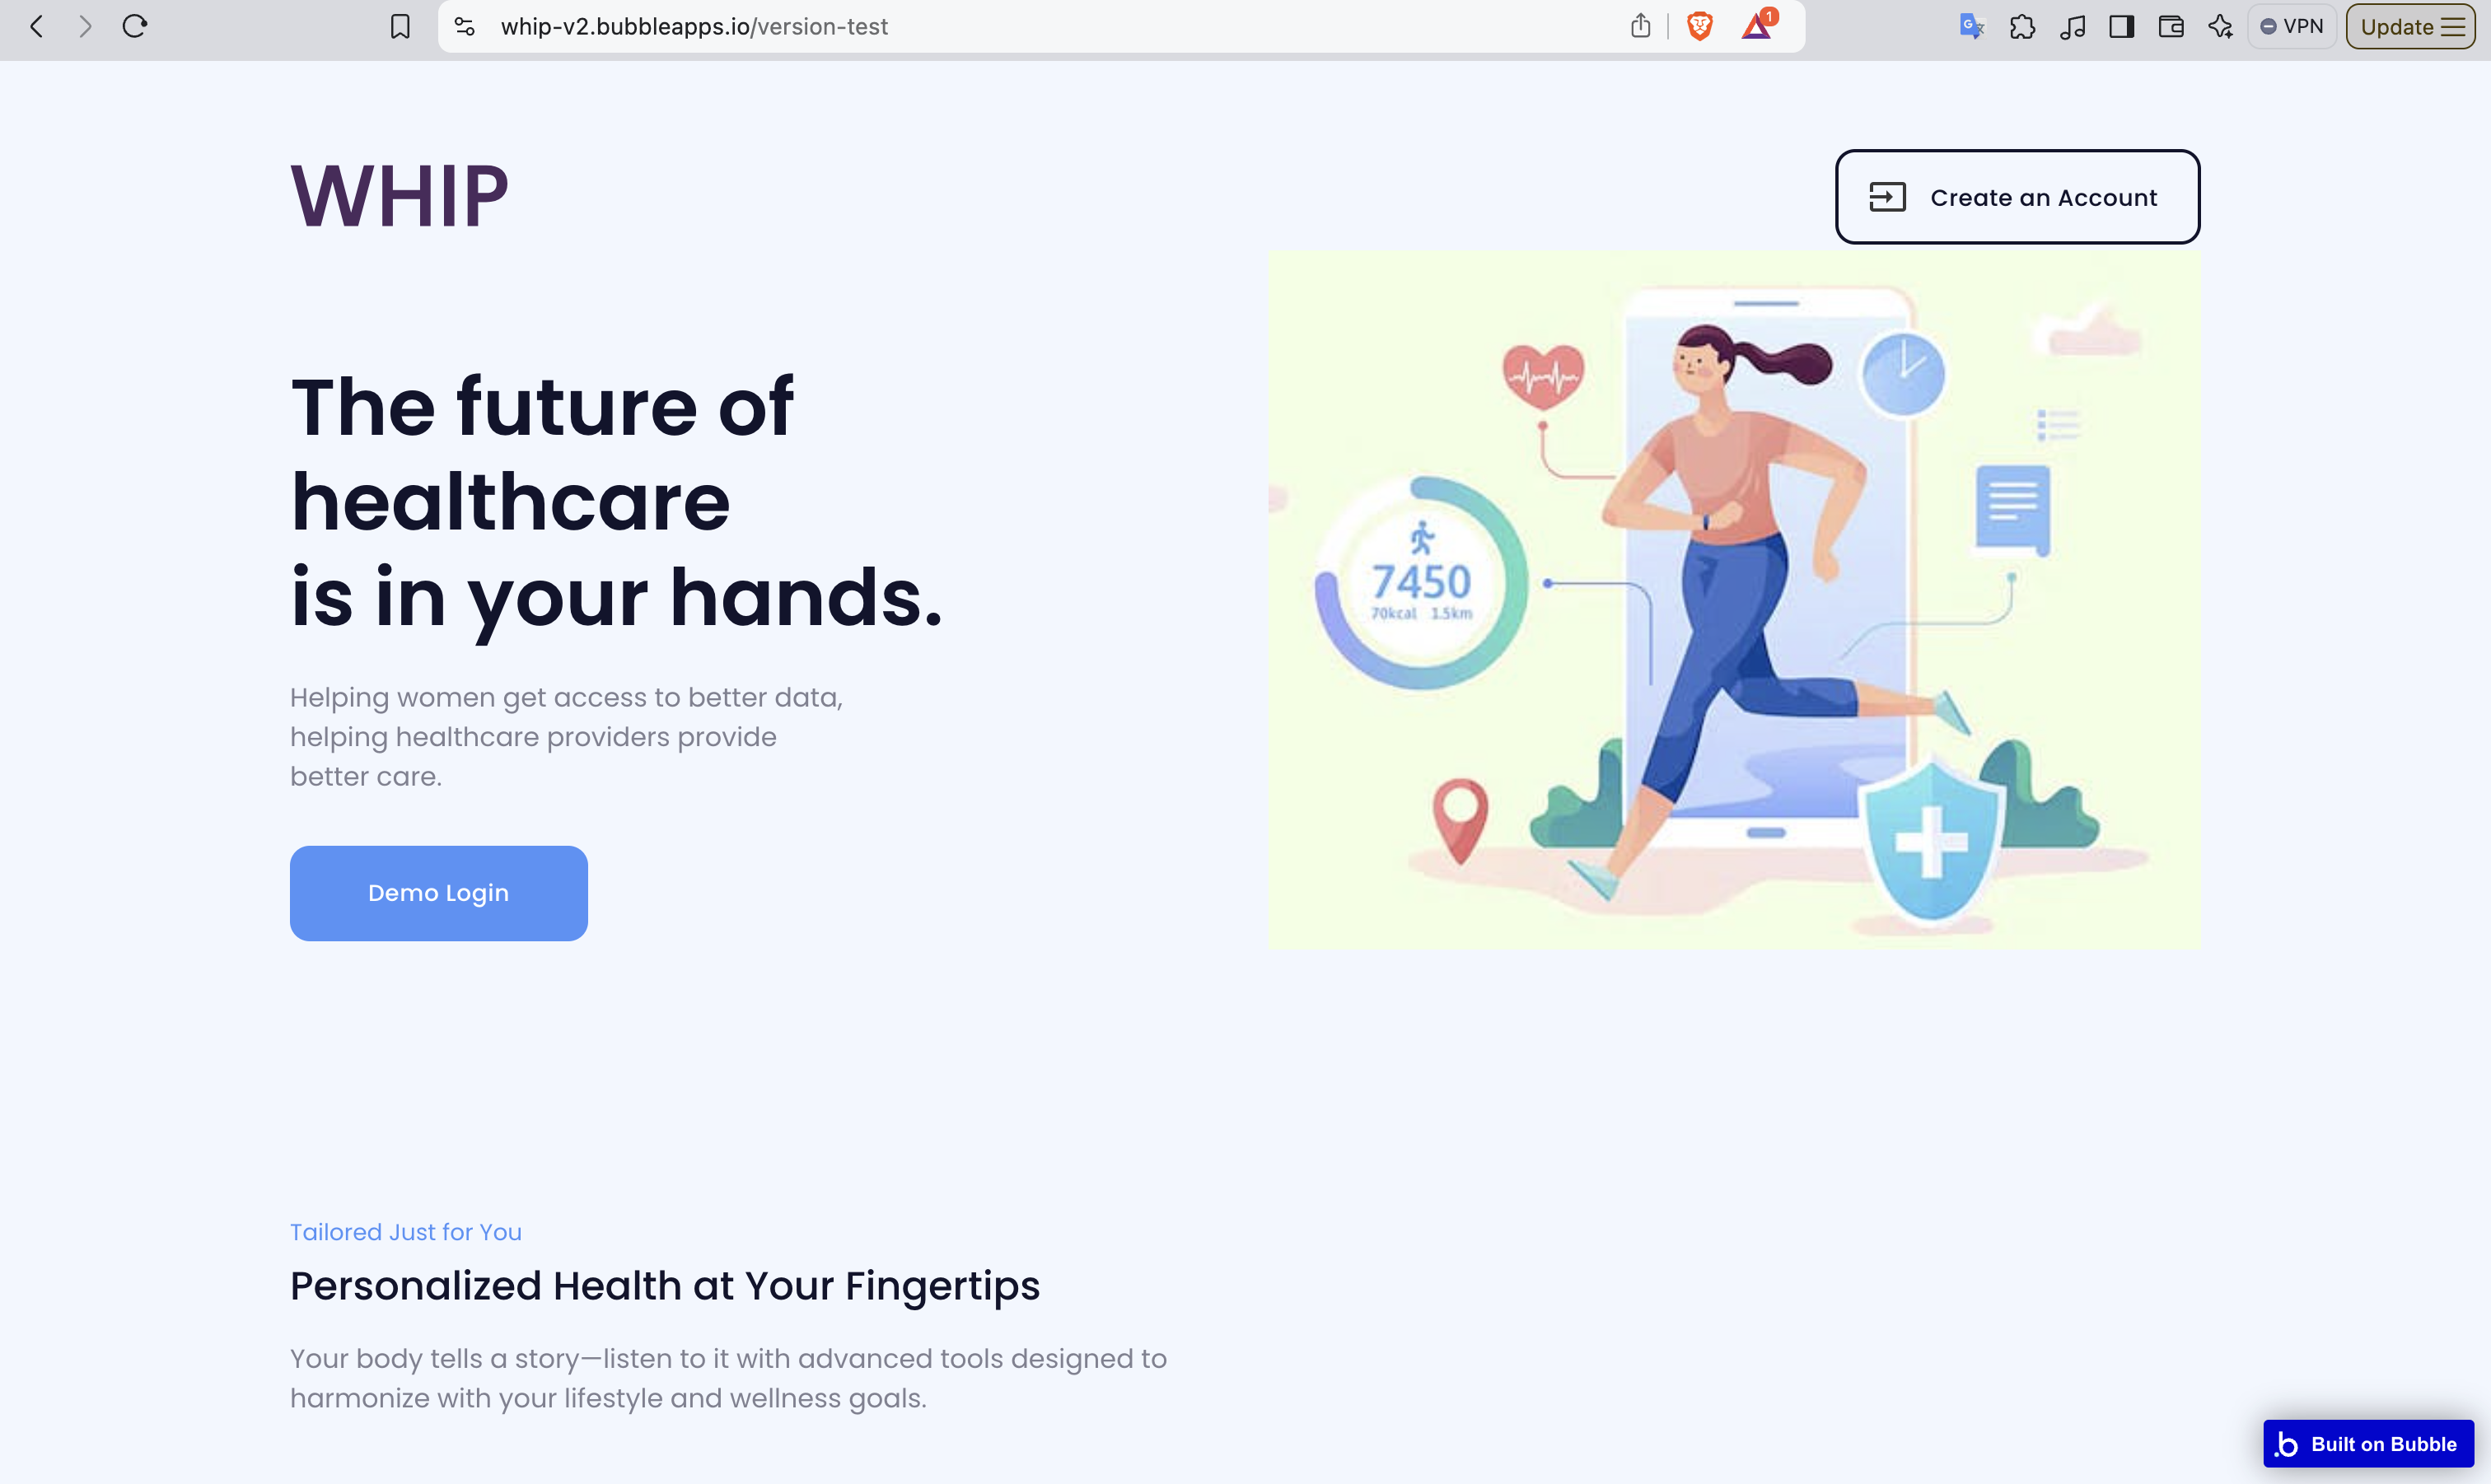 whip-v2.bubbleapps.io/version-test
1
VPN
Update
WHIP
Create an Account
The future of
healthcare
is in your hands.
Helping women get access to better data,
helping healthcare providers provide
better care.
Demo Login
7450
70kcal 1.5km
Tailored Just for You
Personalized Health at Your Fingertips
Your body tells a story—listen to it with advanced tools designed to
harmonize with your lifestyle and wellness goals.
Built on Bubble